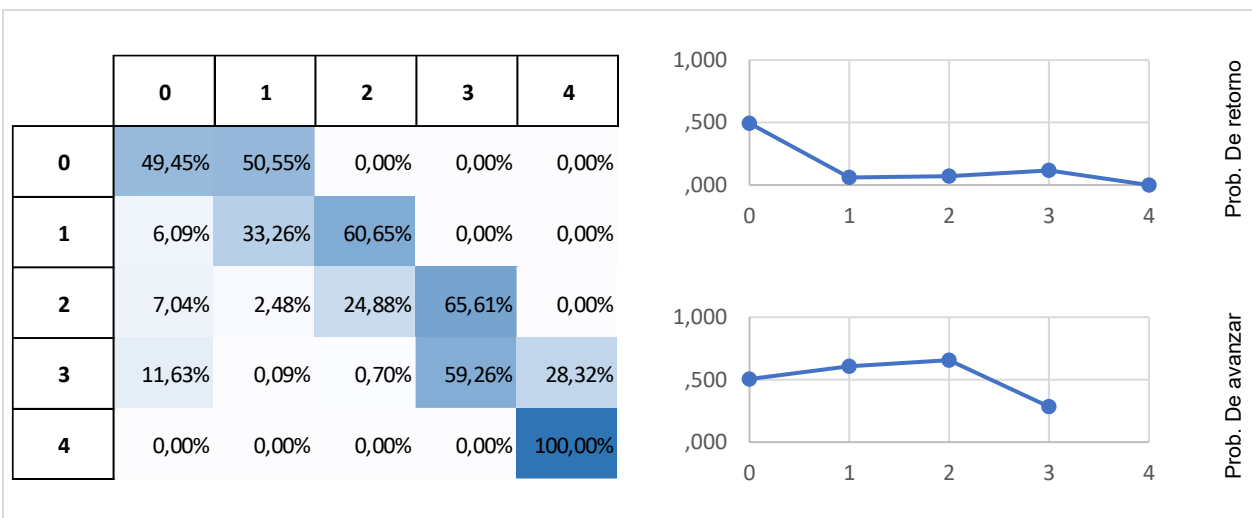 0 1 2 3 4
0 49,45% 50,55% 0,00% 0,00% 0,00%
1 6,09% 33,26% 60,65% 0,00% 0,00%
2 7,04% 2,48% 24,88% 65,61% 0,00%
3 11,63% 0,09% 0,70% 59,26% 28,32%
4 0,00% 0,00% 0,00% 0,00% 100,00%
1,000
,500
,000
0 1 2 3 4
Prob. De retorno
1,000
,500
,000
0 1 2 3 4
Prob. De avanzar